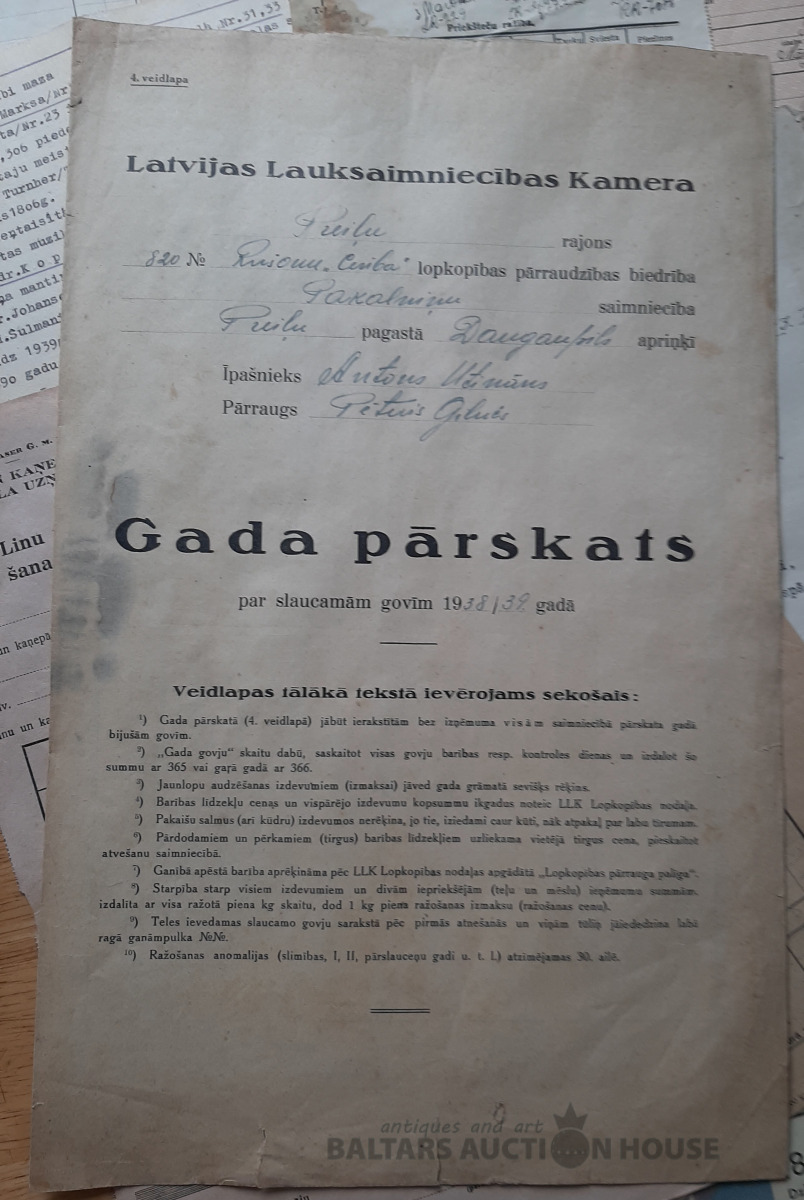 4. veidlapa
Latvijas Lauksaimniecības Kamera
Preiļu rajons
820 № "Cerība" lopkopības pārraudzības biedrība
Pakalniņu saimniecība
Preiļu pagastā Daugavpils apriņķī
Īpašnieks Antons
Pārraugs Pēteris
Gada pārskats
par slaucamām govīm 1938/39 gadā
Veidlapas tālākā tekstā ievērojams sekošais:
¹) Gada pārskatā (4. veidlapā) jābūt ierakstītām bez izņēmuma visām saimniecībā pārskata gadā
bijušām govīm.
²) „Gada govju“ skaitu dabū, saskaitot visas govju barības resp. kontroles dienas un izdalot šo
summu ar 365 vai gaŗā gadā ar 366.
³) Jaunlopu audzēšanas izdevumiem (izmaksai) jāved gada grāmatā sevišķs rēķins.
⁴) Barības līdzekļu cenas un vispārējo izdevumu kopsummu ikgadus noteic LLK Lopkopības nodaļa.
⁵) Pakaišu salmus (arī kūdru) izdevumos nerēķina, jo tie, iziedami caur kūti, nāk atpakaļ par labu tīrumam.
⁶) Pārdodamiem un pērkamiem (tirgus) barības līdzekļiem uzliekama vietējā tirgus cena, pieskaitot
atvešanu saimniecībā.
⁷) Ganībā apēstā barība aprēķināma pēc LLK Lopkopības nodaļas apgādātā „Lopkopības pārrauga palīga“.
⁸) Starpība starp visiem izdevumiem un divām iepriekšējām (teļu un mēslu) ieņēmumu summām,
izdalīta ar visa ražotā piena kg skaitu, dod 1 kg piena ražošanas izmaksu (ražošanas cenu).
⁹) Teles ievedamas slaucamo govju sarakstā pēc pirmās atnešanās un viņām tūliņ jāiededzina labā
ragā ganāmpulka №№.
¹⁰) Ražošanas anomalijas (slimības, I, II, pārslauceņu gadi u. t. l.) atzīmējamas 30. ailē.
antiques and art
BALTARS AUCTION HOUSE